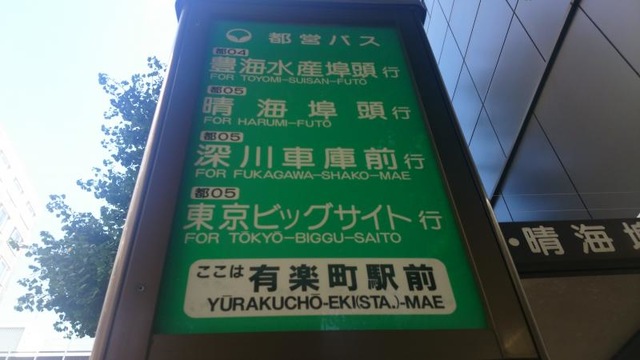 都営バス
都04
豊海水産埠頭行
FOR TOYOMI-SUISAN-FUTO
都05
晴海埠頭行
FOR HARUMI-FUTO
都05
深川車庫前行
FOR FUKAGAWA-SHAKO-MAE
都05
東京ビッグサイト行
FOR TŌKYŌ-BIGGU-SAITO
ここは 有楽町駅前
YŪRAKUCHŌ-EKI(STA.)-MAE
・晴海埠